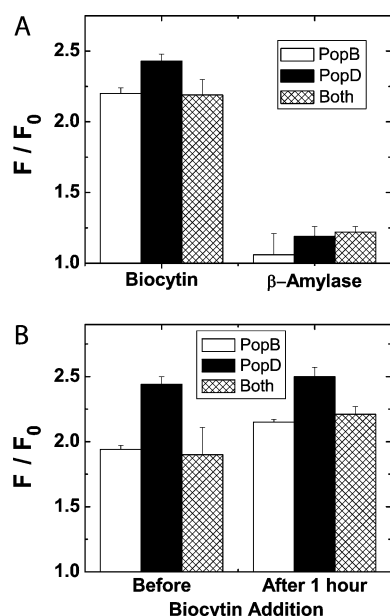 A
F / F0
2.5
2.0
1.5
1.0
PopB
PopD
Both
Biocytin β–Amylase
B
F / F0
2.5
2.0
1.5
1.0
PopB
PopD
Both
Before After 1 hour
Biocytin Addition